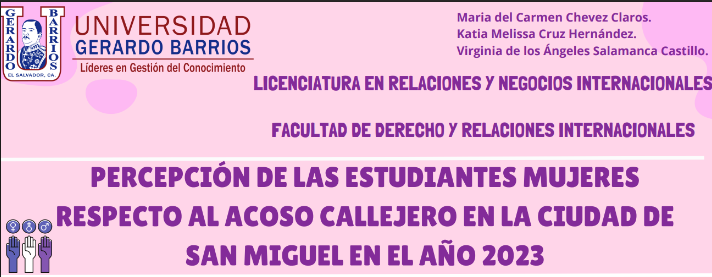 GERARDO BARRIOS
EL SALVADOR, CA.
UNIVERSIDAD
GERARDO BARRIOS
Líderes en Gestión del Conocimiento
Maria del Carmen Chevez Claros.
Katia Melissa Cruz Hernández.
Virginia de los Ángeles Salamanca Castillo.
LICENCIATURA EN RELACIONES Y NEGOCIOS INTERNACIONALES
FACULTAD DE DERECHO Y RELACIONES INTERNACIONALES
PERCEPCIÓN DE LAS ESTUDIANTES MUJERES
RESPECTO AL ACOSO CALLEJERO EN LA CIUDAD DE
SAN MIGUEL EN EL AÑO 2023